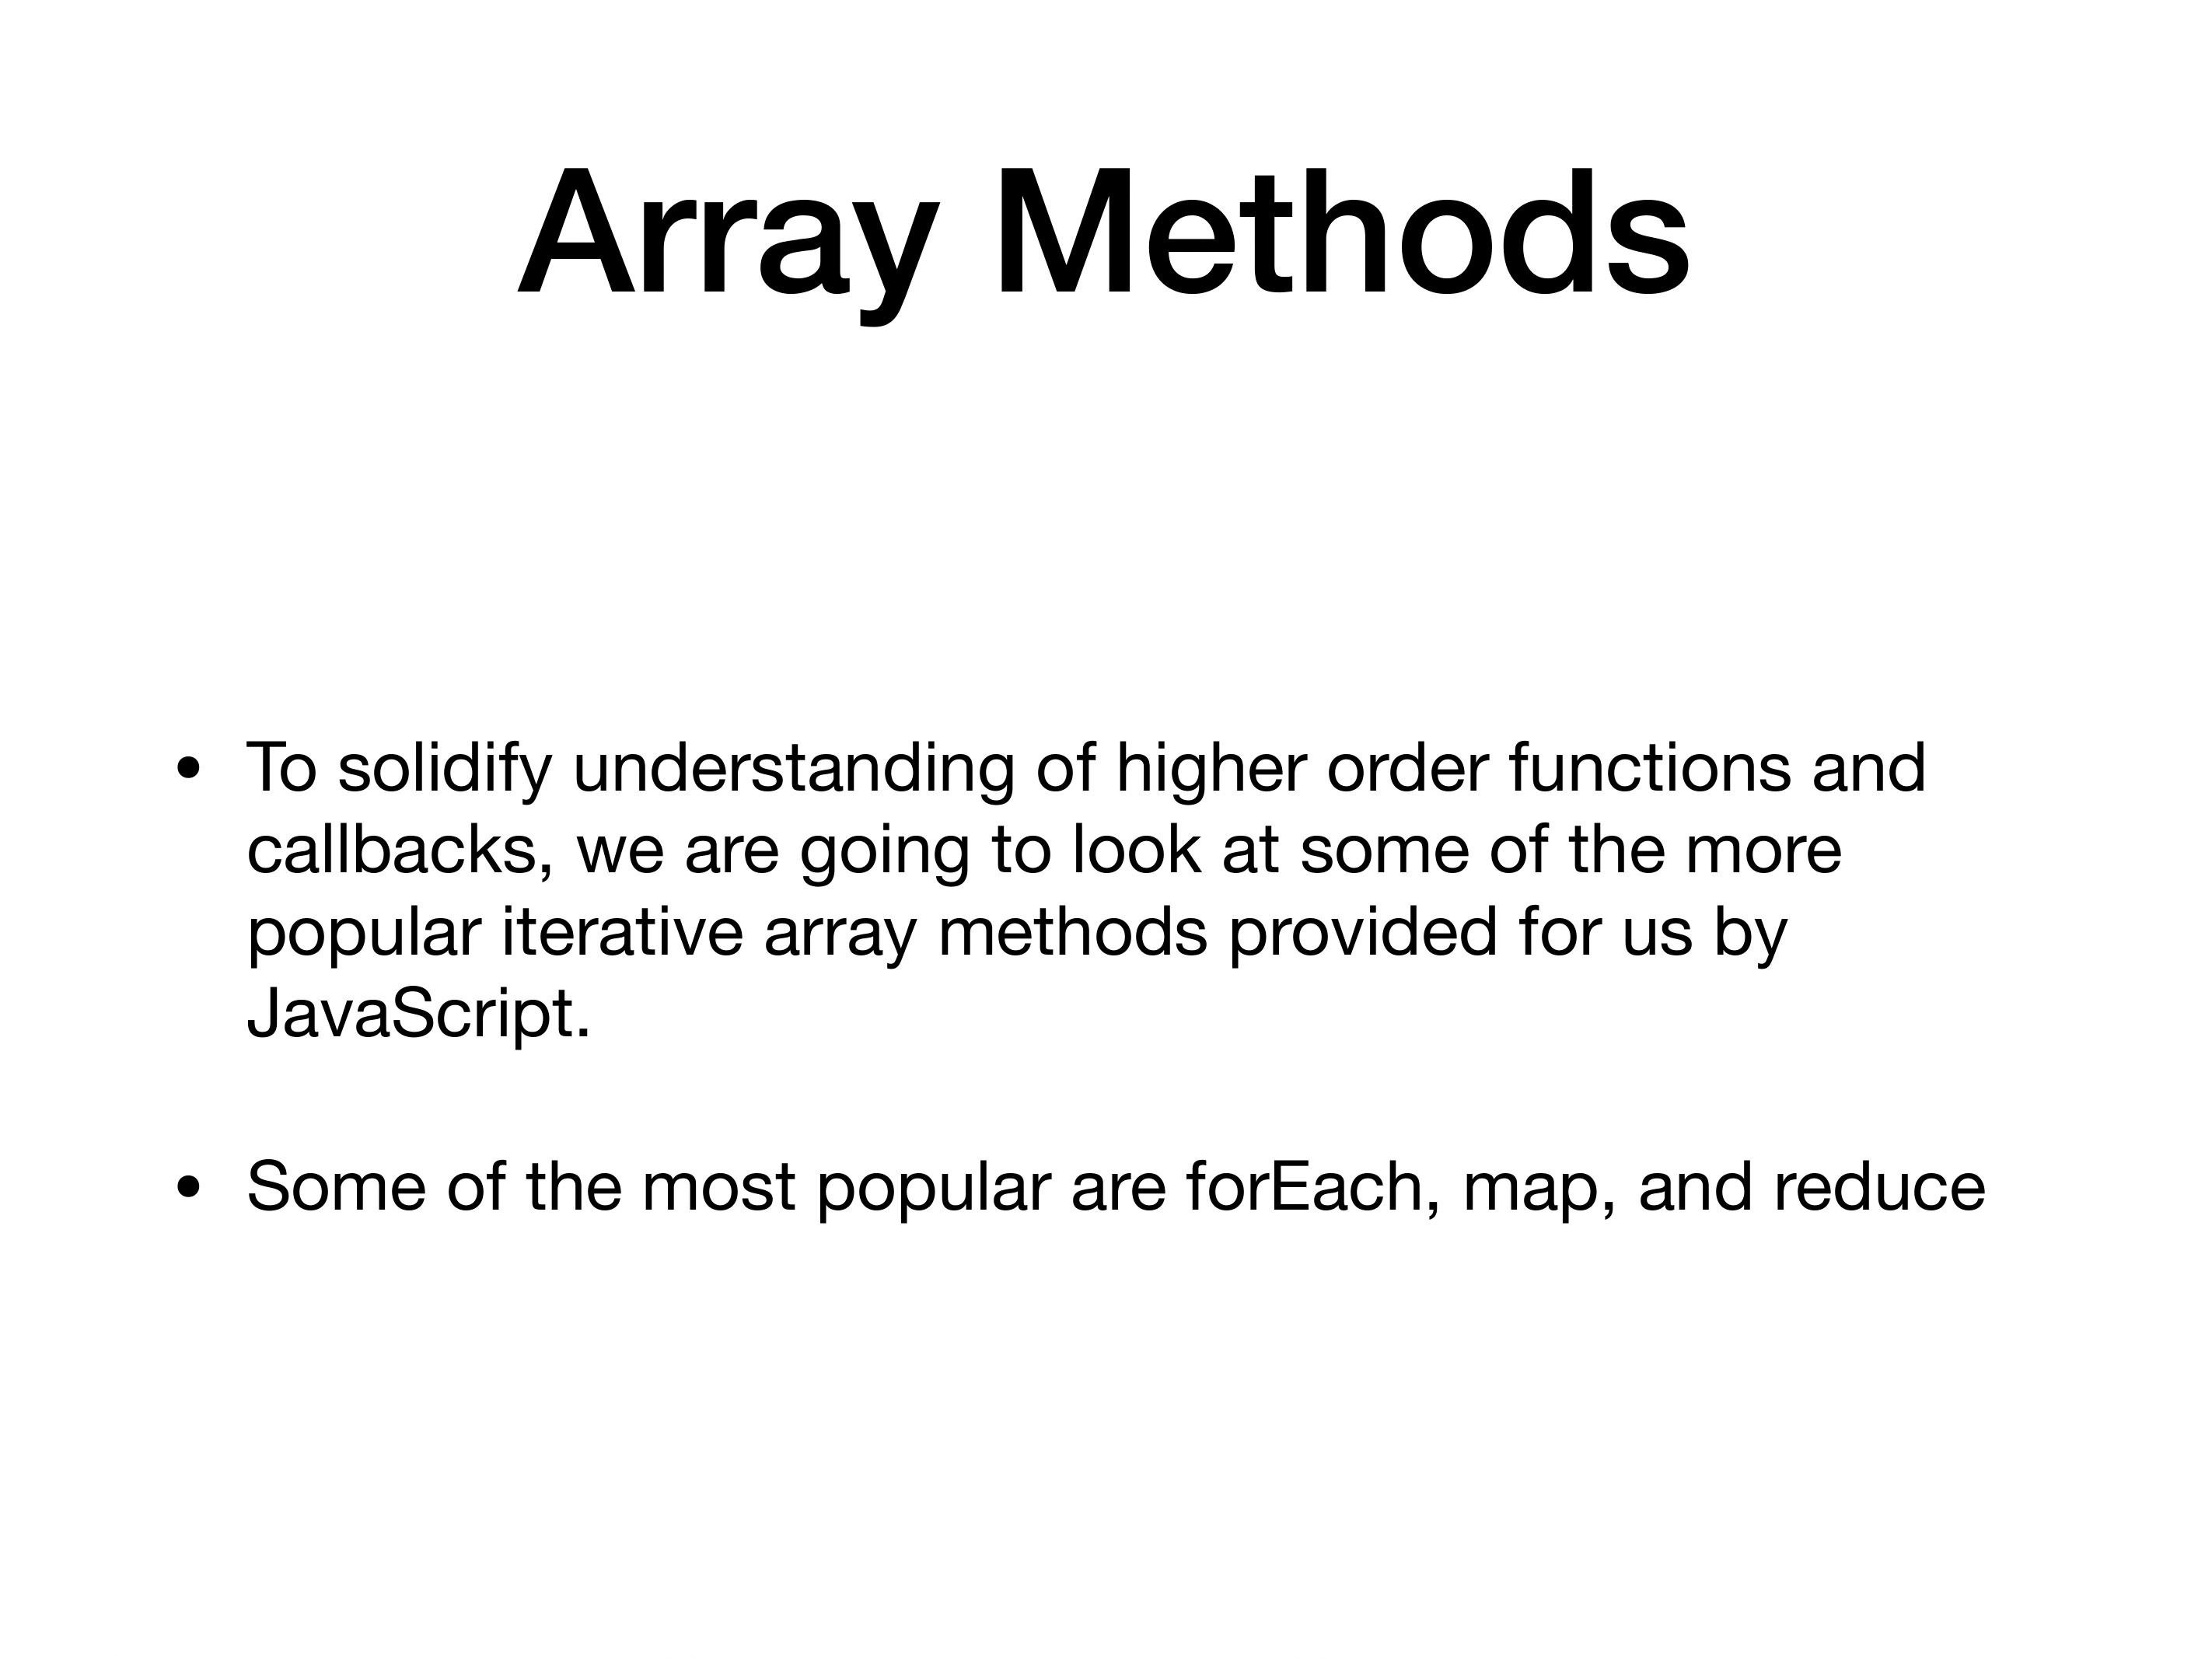 Array Methods
• To solidify understanding of higher order functions and
callbacks, we are going to look at some of the more
popular iterative array methods provided for us by
JavaScript.
• Some of the most popular are forEach, map, and reduce